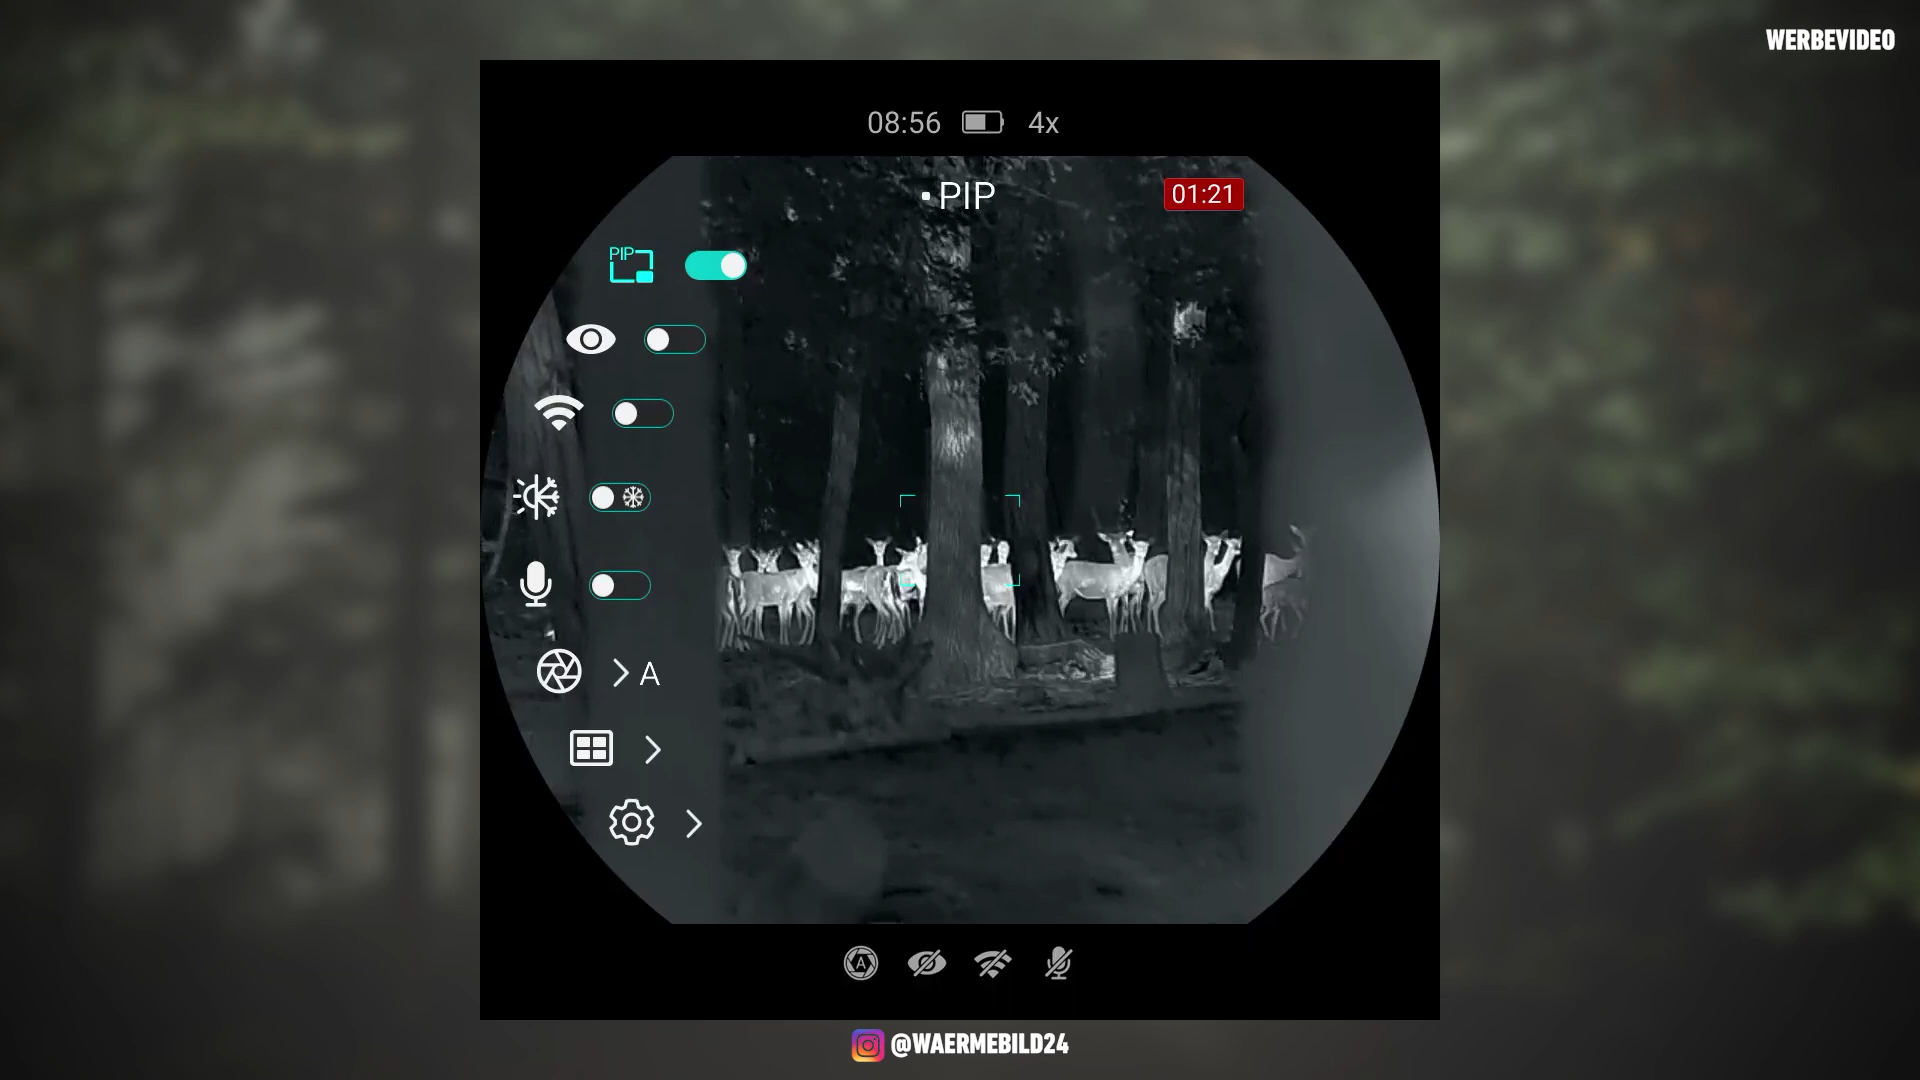 WERBEVIDEO
08:56 4x
PIP
01:21
PIP
A
A
@WAERMEBILD24